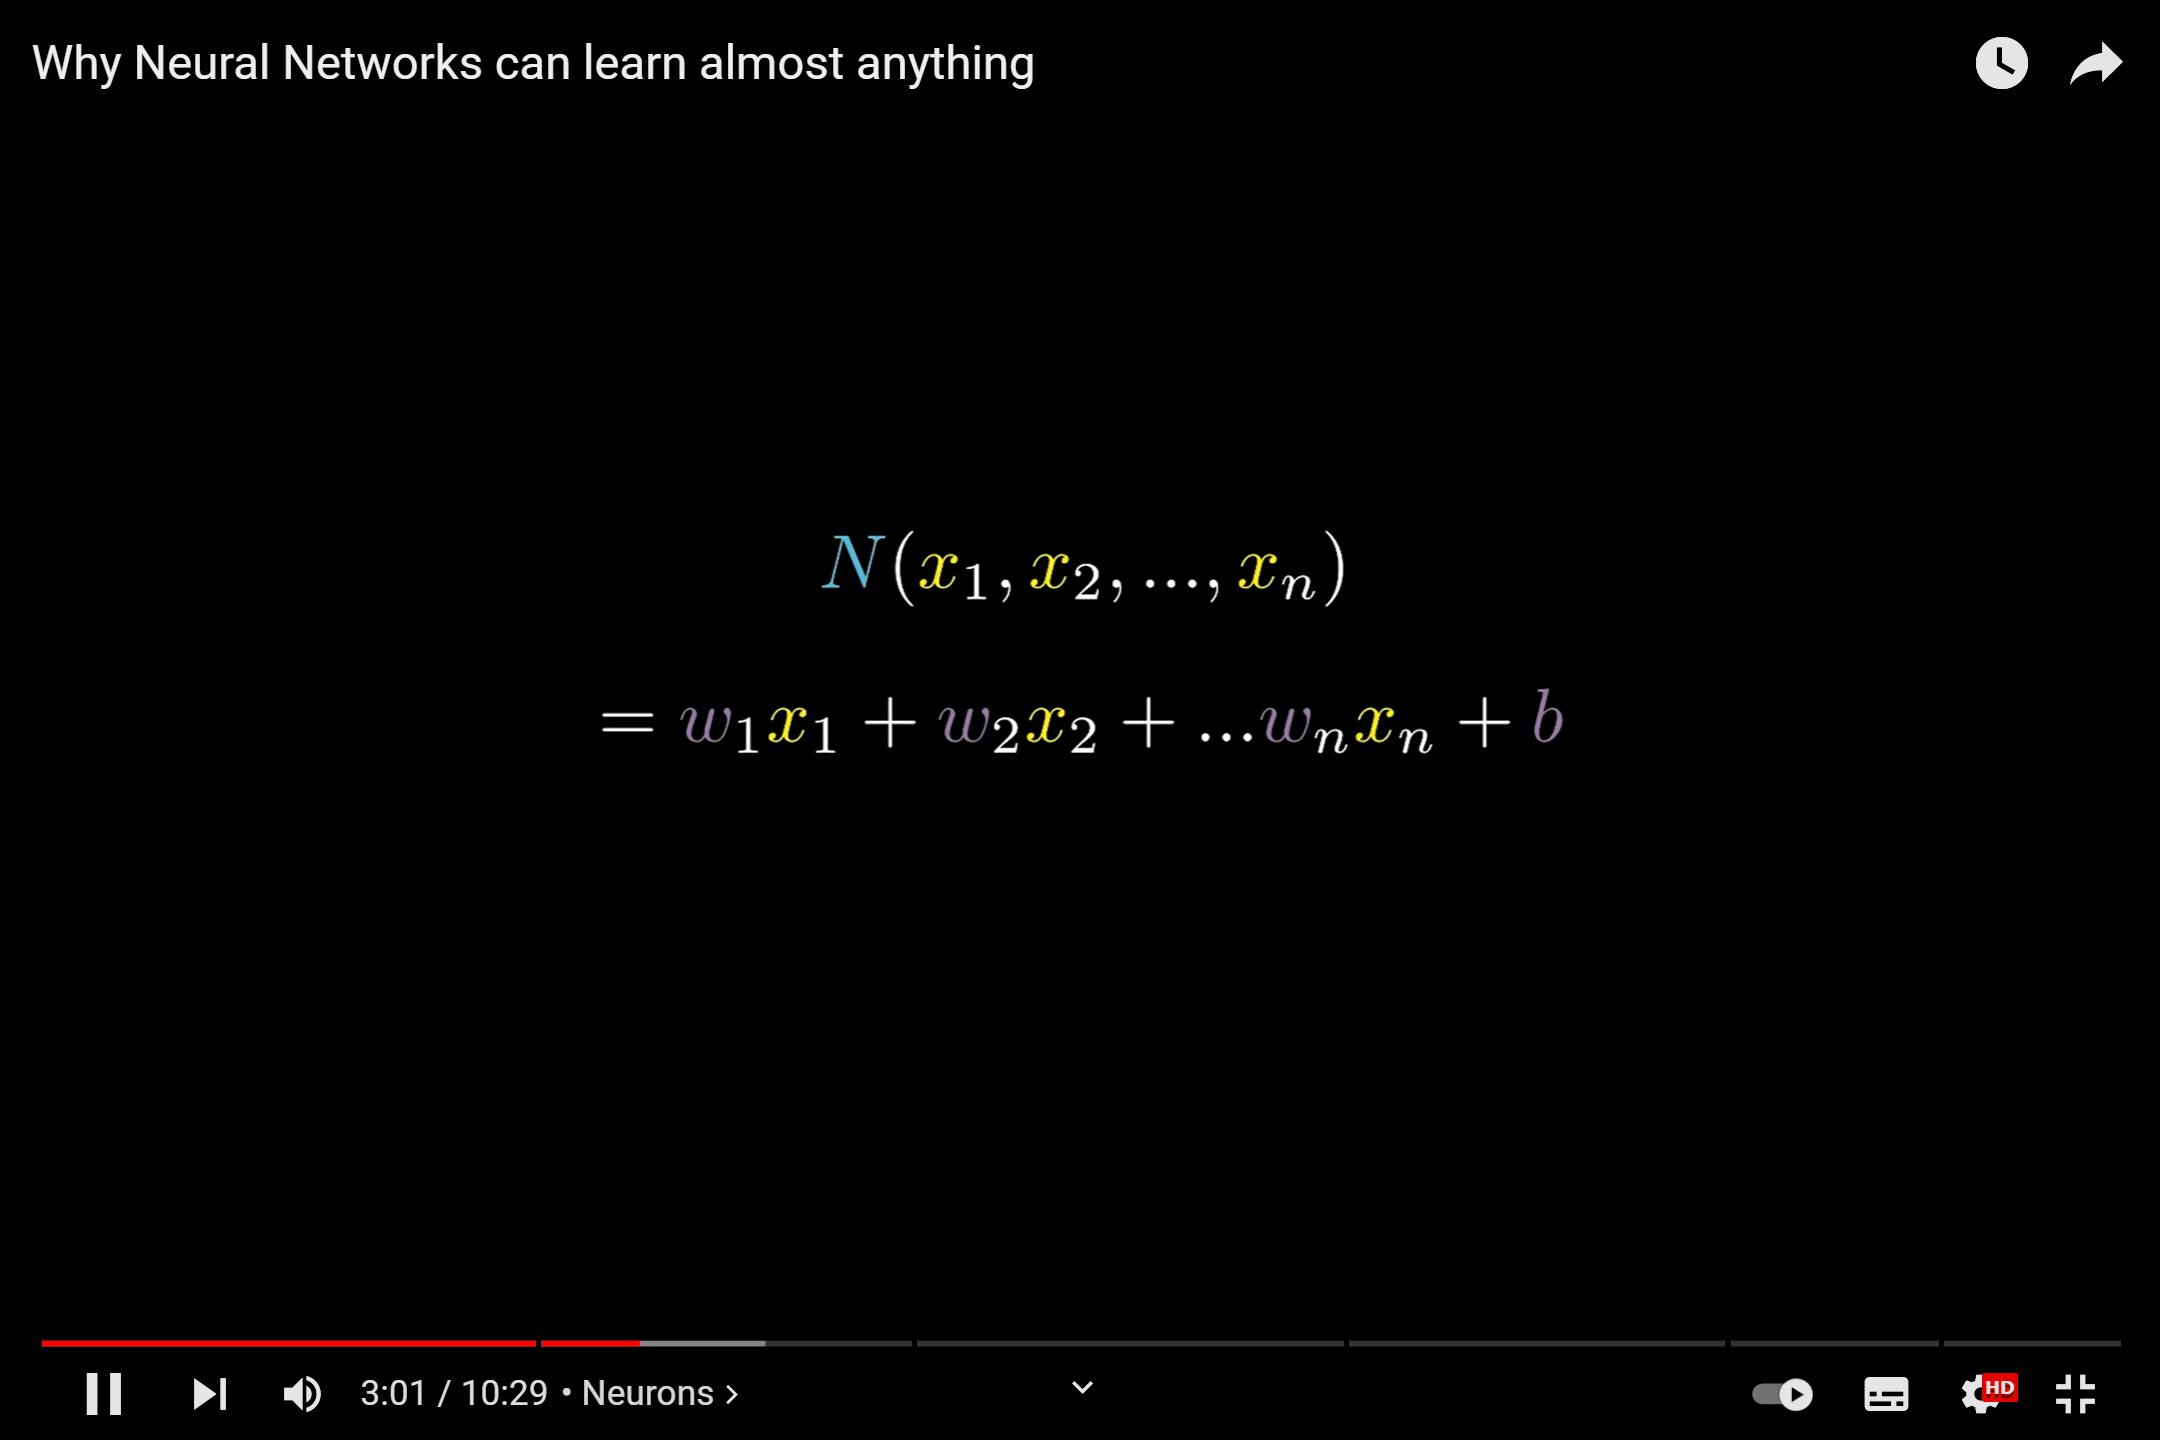 Why Neural Networks can learn almost anything
N(x₁, x₂, ..., xₙ)
= w₁x₁ + w₂x₂ + ...wₙxₙ + b
3:01 / 10:29 • Neurons >
HD